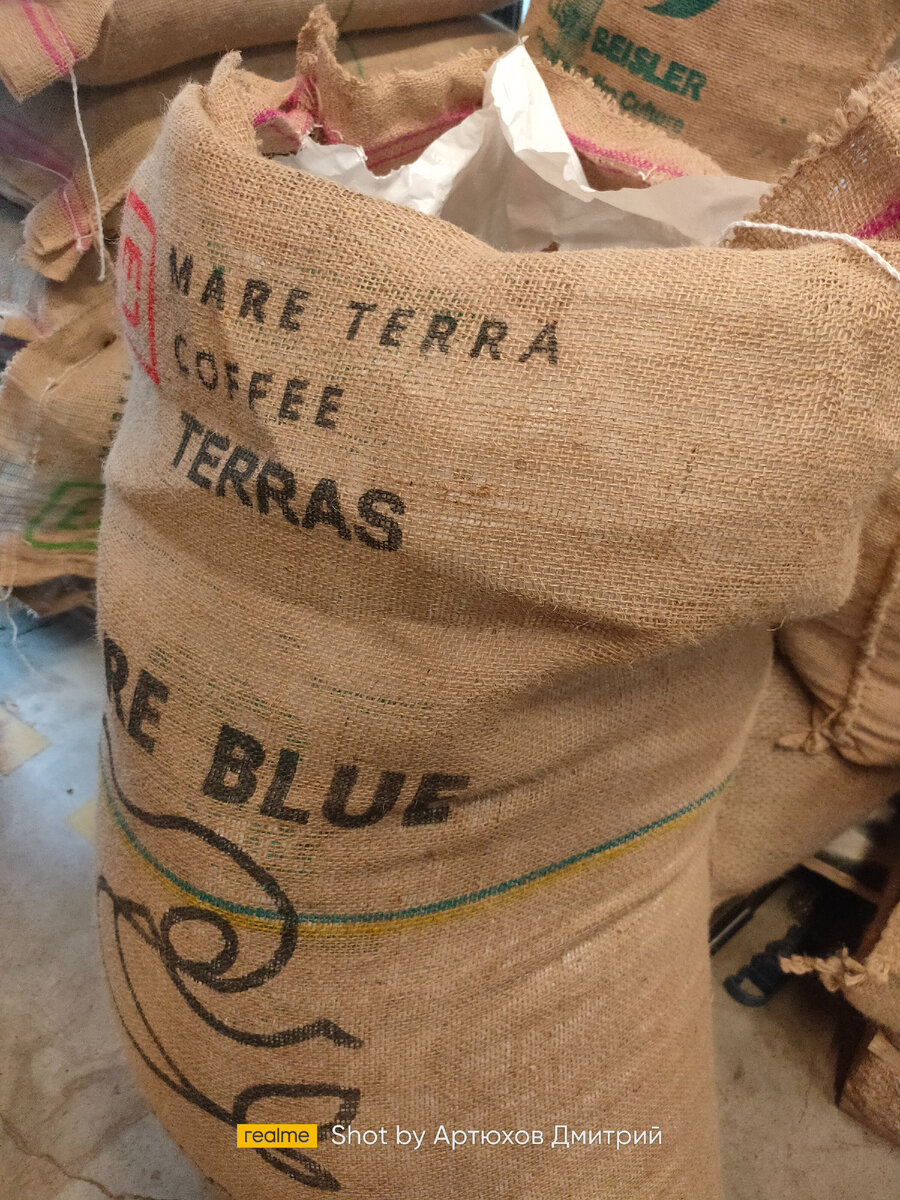 BEISLER
MARE TERRA
COFFEE
TERRAS
RE BLUE
realme Shot by Артюхов Дмитрий